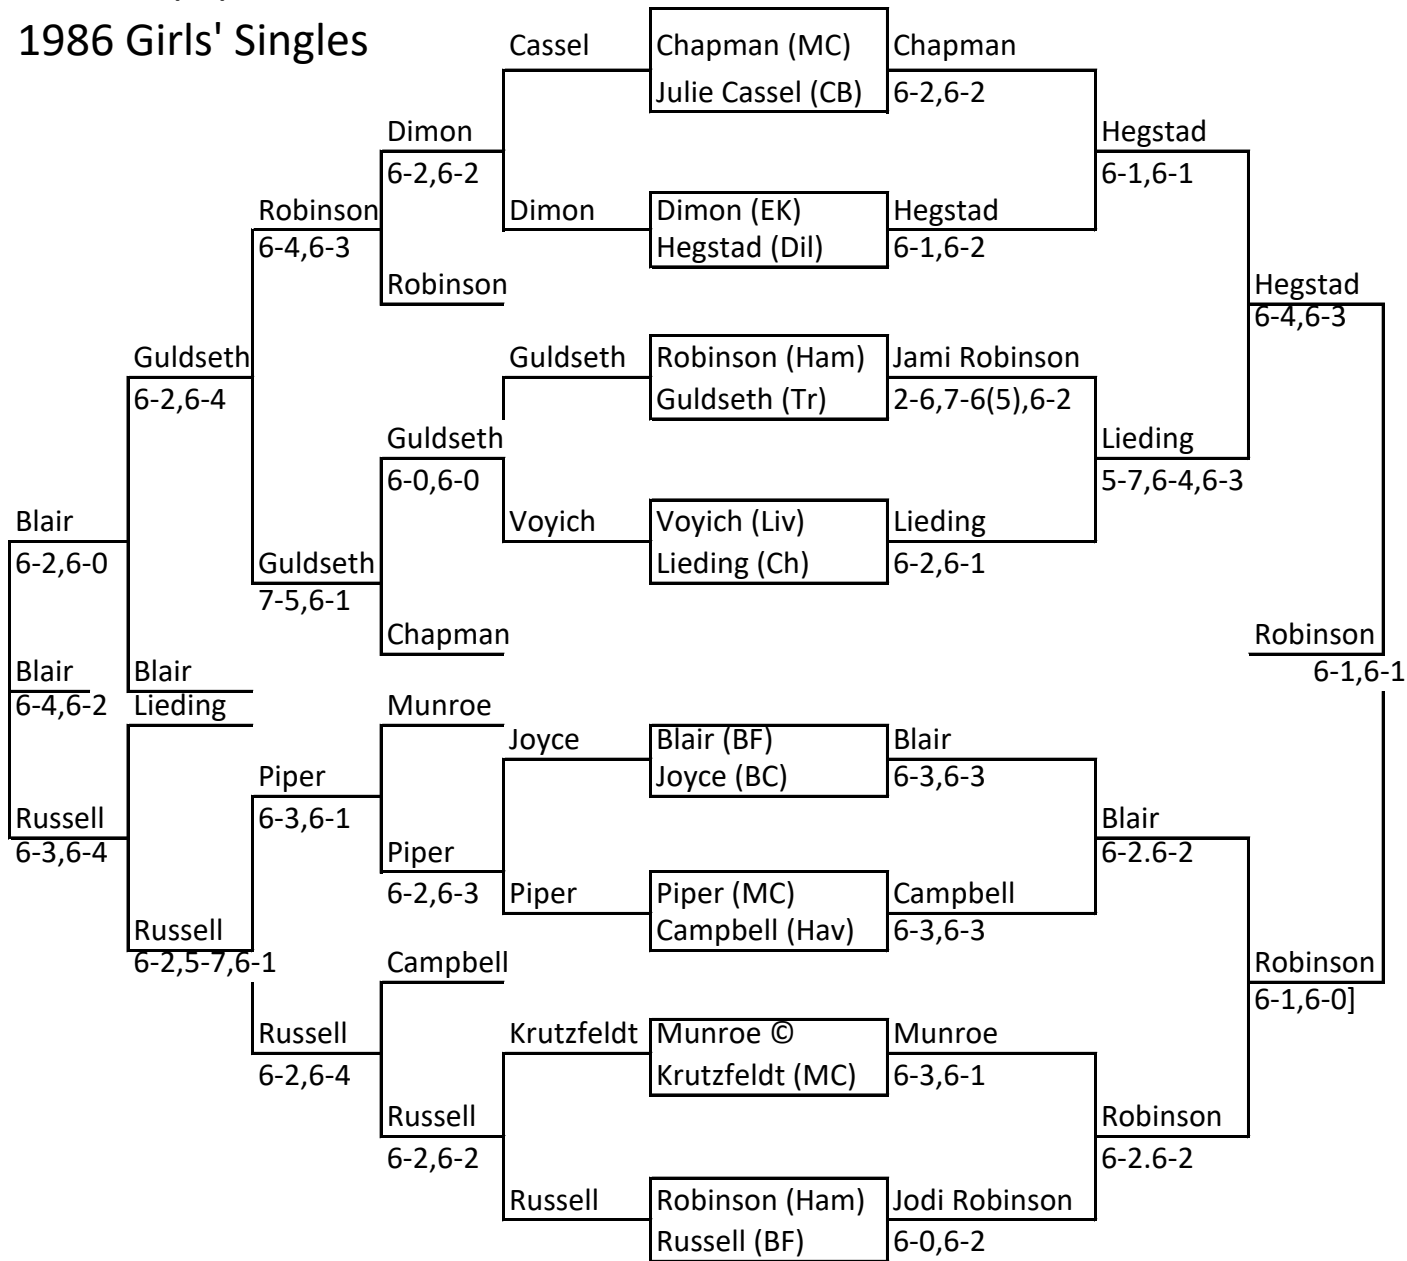 1986 Girls' Singles
Cassel
Chapman (MC)
Chapman
Julie Cassel (CB)
6-2,6-2
Dimon
Hegstad
6-2,6-2
6-1,6-1
Robinson
Dimon
Dimon (EK)
Hegstad
6-4,6-3
Hegstad (Dil)
6-1,6-2
Robinson
Hegstad
6-4,6-3
Guldseth
Guldseth
Robinson (Ham)
Jami Robinson
6-2,6-4
Guldseth (Tr)
2-6,7-6(5),6-2
Guldseth
Lieding
6-0,6-0
5-7,6-4,6-3
Blair
Voyich
Voyich (Liv)
Lieding
6-2,6-0
Guldseth
Lieding (Ch)
6-2,6-1
7-5,6-1
Chapman
Robinson
Blair
Blair
6-1,6-1
6-4,6-2
Lieding
Munroe
Joyce
Blair (BF)
Blair
Piper
Joyce (BC)
6-3,6-3
Russell
6-3,6-1
Blair
6-3,6-4
Piper
6-2.6-2
6-2,6-3
Piper
Piper (MC)
Campbell
Russell
Campbell (Hav)
6-3,6-3
6-2,5-7,6-1
Campbell
Robinson
6-1,6-0]
Russell
Krutzfeldt
Munroe ©
Munroe
6-2,6-4
Krutzfeldt (MC)
6-3,6-1
Russell
Robinson
6-2,6-2
6-2.6-2
Russell
Robinson (Ham)
Jodi Robinson
Russell (BF)
6-0,6-2